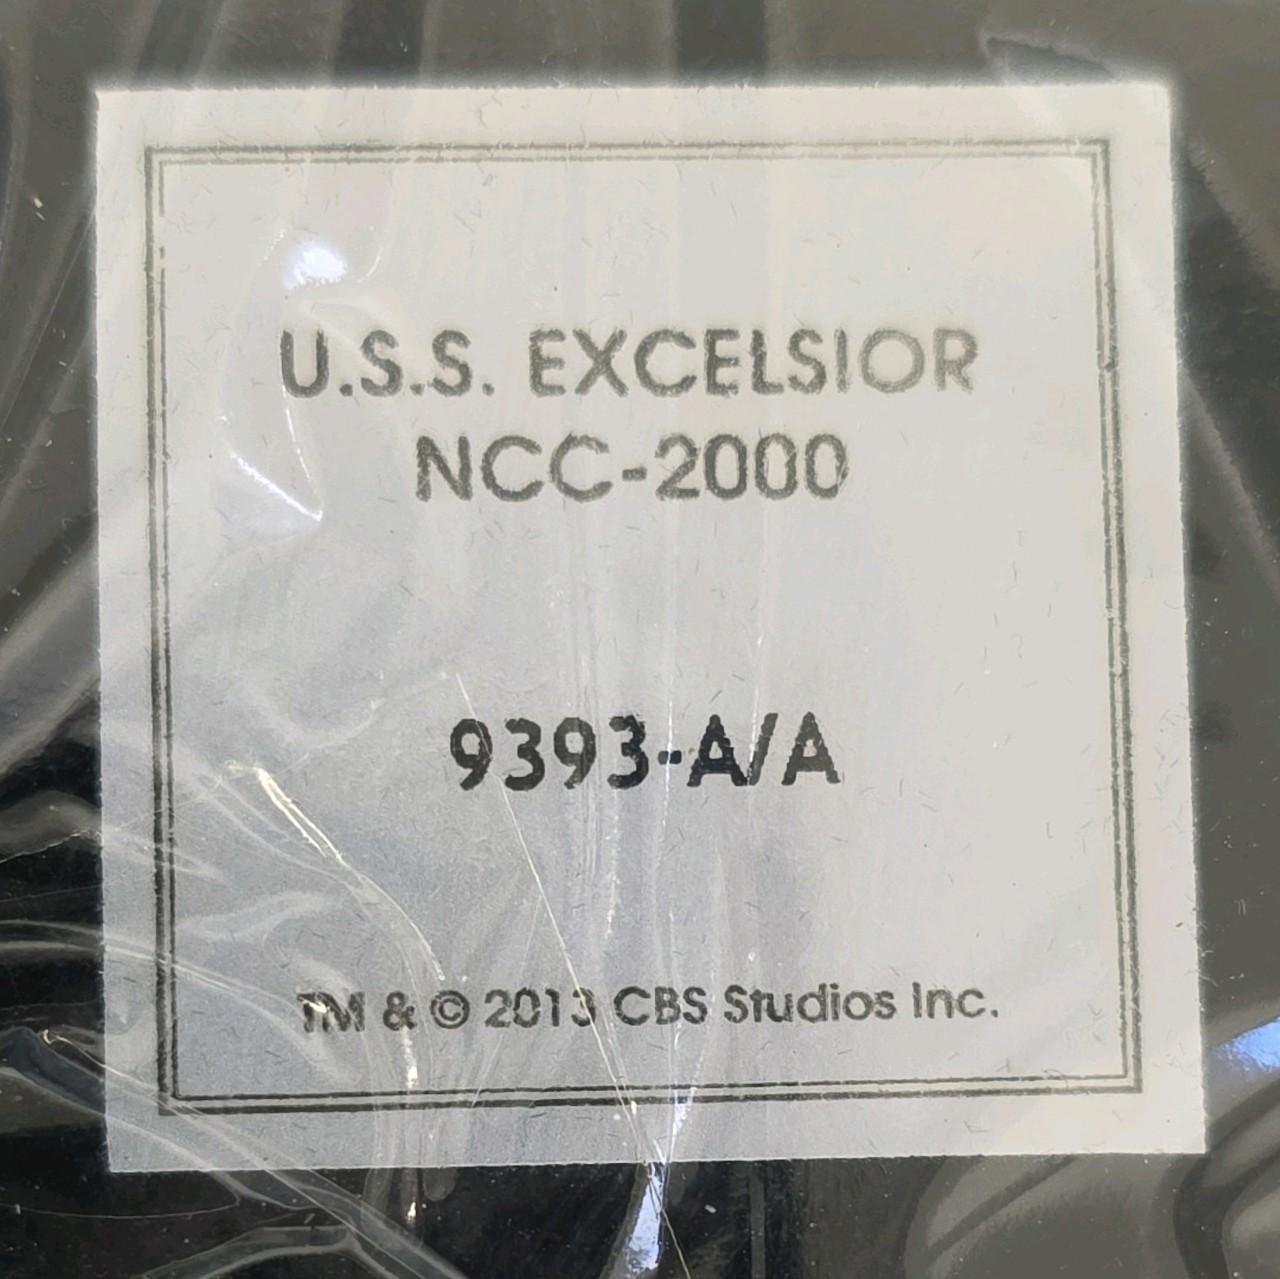 U.S.S. EXCELSIOR
NCC-2000
9393-A/A
TM & © 2013 CBS Studios Inc.